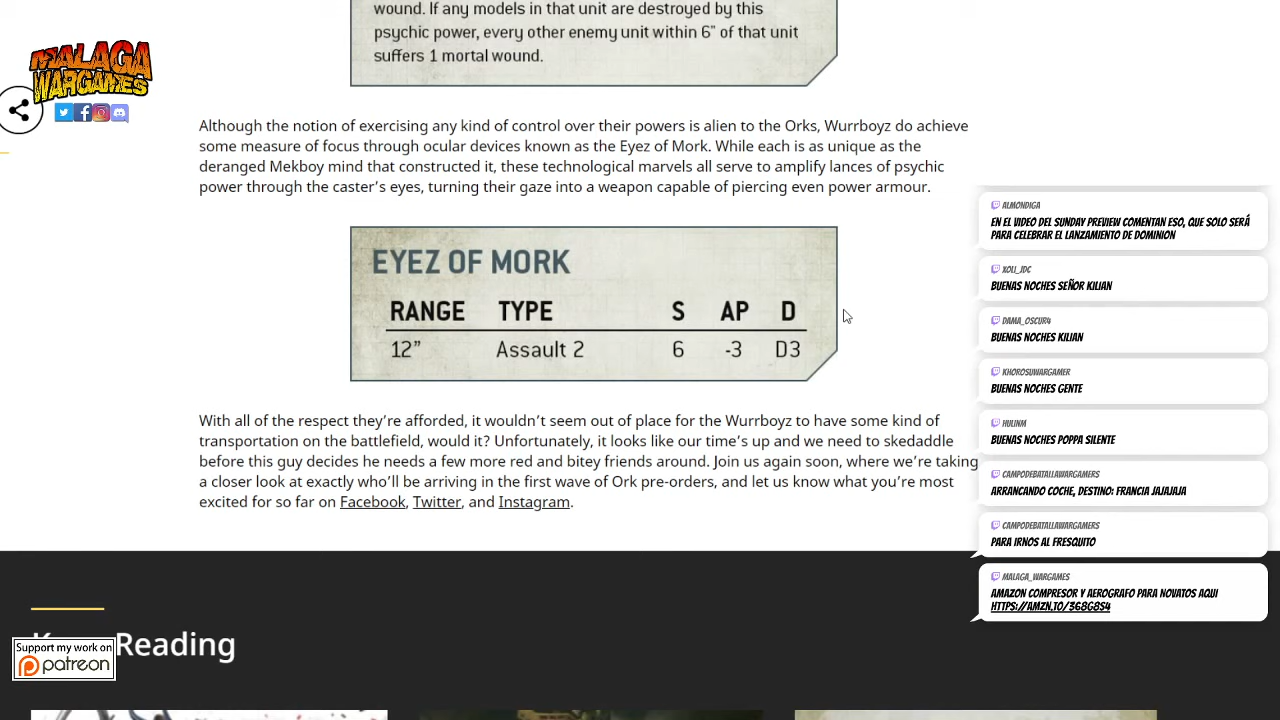 wound. If any models in that unit are destroyed by this
psychic power, every other enemy unit within 6" of that unit
suffers 1 mortal wound.
MALAGA
WARGAMES
Although the notion of exercising any kind of control over their powers is alien to the Orks, Wurrboyz do achieve
some measure of focus through ocular devices known as the Eyez of Mork. While each is as unique as the
deranged Mekboy mind that constructed it, these technological marvels all serve to amplify lances of psychic
power through the caster's eyes, turning their gaze into a weapon capable of piercing even power armour.
EYEZ OF MORK
RANGE TYPE S AP D
12" Assault 2 6 -3 D3
With all of the respect they're afforded, it wouldn't seem out of place for the Wurrboyz to have some kind of
transportation on the battlefield, would it? Unfortunately, it looks like our time's up and we need to skedaddle
before this guy decides he needs a few more red and bitey friends around. Join us again soon, where we're taking
a closer look at exactly who'll be arriving in the first wave of Ork pre-orders, and let us know what you're most
excited for so far on Facebook, Twitter, and Instagram.
ALMONDIGA
EN EL VIDEO DEL SUNDAY PREVIEW COMENTAN ESO, QUE SOLO SERÁ
PARA CELEBRAR EL LANZAMIENTO DE DOMINION
XOLI_JDC
BUENAS NOCHES SEÑOR KILIAN
DAMA_OSCUR4
BUENAS NOCHES KILIAN
KHOROSUWARGAMER
BUENAS NOCHES GENTE
HULINM
BUENAS NOCHES POPPA SILENTE
CAMPODEBATALLAWARGAMERS
ARRANCANDO COCHE, DESTINO: FRANCIA JAJAJAJA
CAMPODEBATALLAWARGAMERS
PARA IRNOS AL FRESQUITO
MALAGA_WARGAMES
AMAZON COMPRESOR Y AEROGRAFO PARA NOVATOS AQUI
HTTPS://AMZN.TO/368G8S4
Reading
Support my work on
patreon